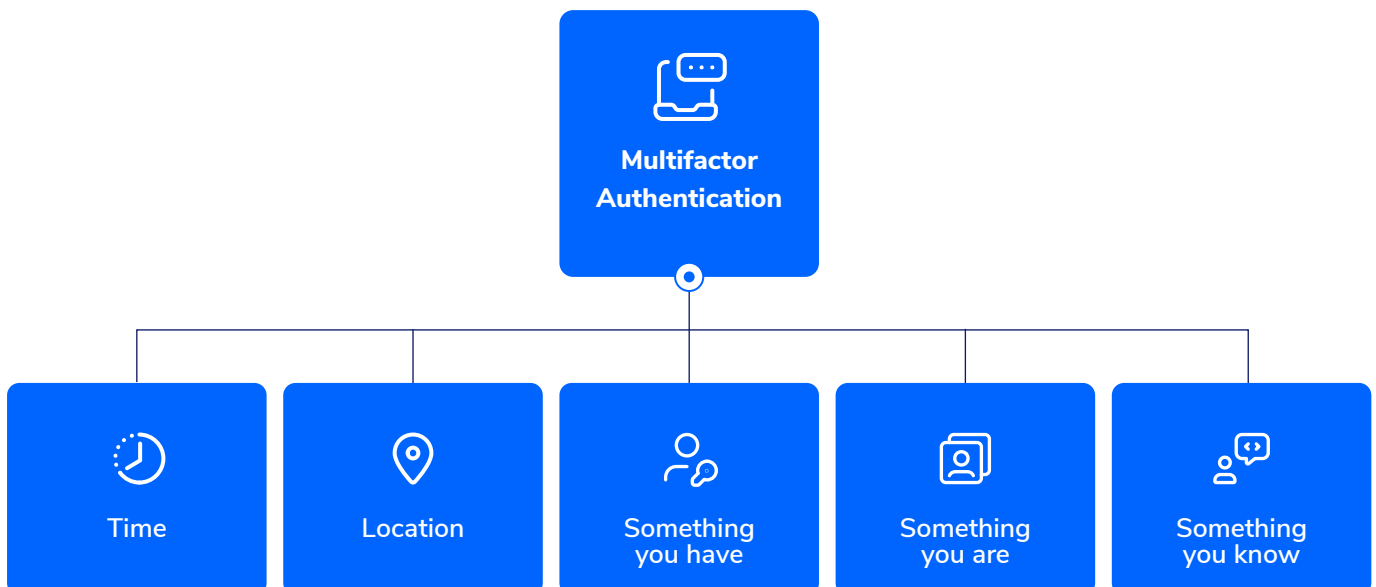 Multifactor
Authentication
Time
Location
Something
you have
Something
you are
Something
you know